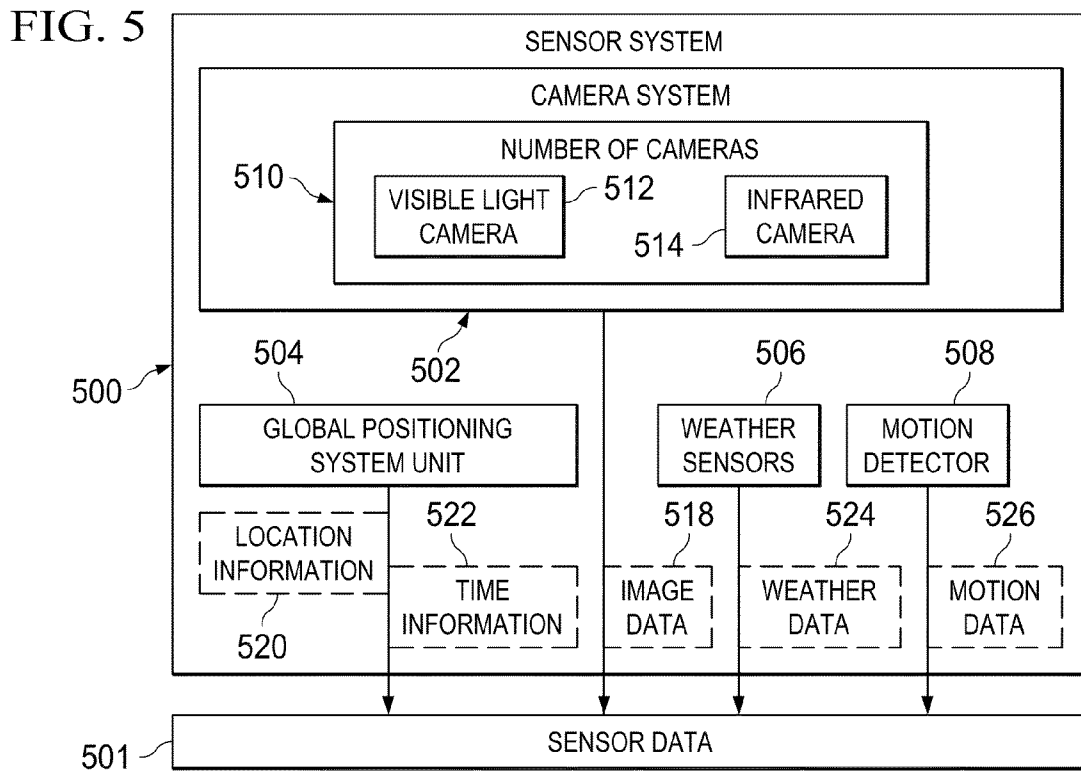 FIG. 5
SENSOR SYSTEM
CAMERA SYSTEM
NUMBER OF CAMERAS
510
VISIBLE LIGHT
CAMERA
512
514
INFRARED
CAMERA
500
504
502
506
508
GLOBAL POSITIONING
SYSTEM UNIT
WEATHER
SENSORS
MOTION
DETECTOR
LOCATION
INFORMATION
520
522
TIME
INFORMATION
518
IMAGE
DATA
524
WEATHER
DATA
526
MOTION
DATA
501
SENSOR DATA